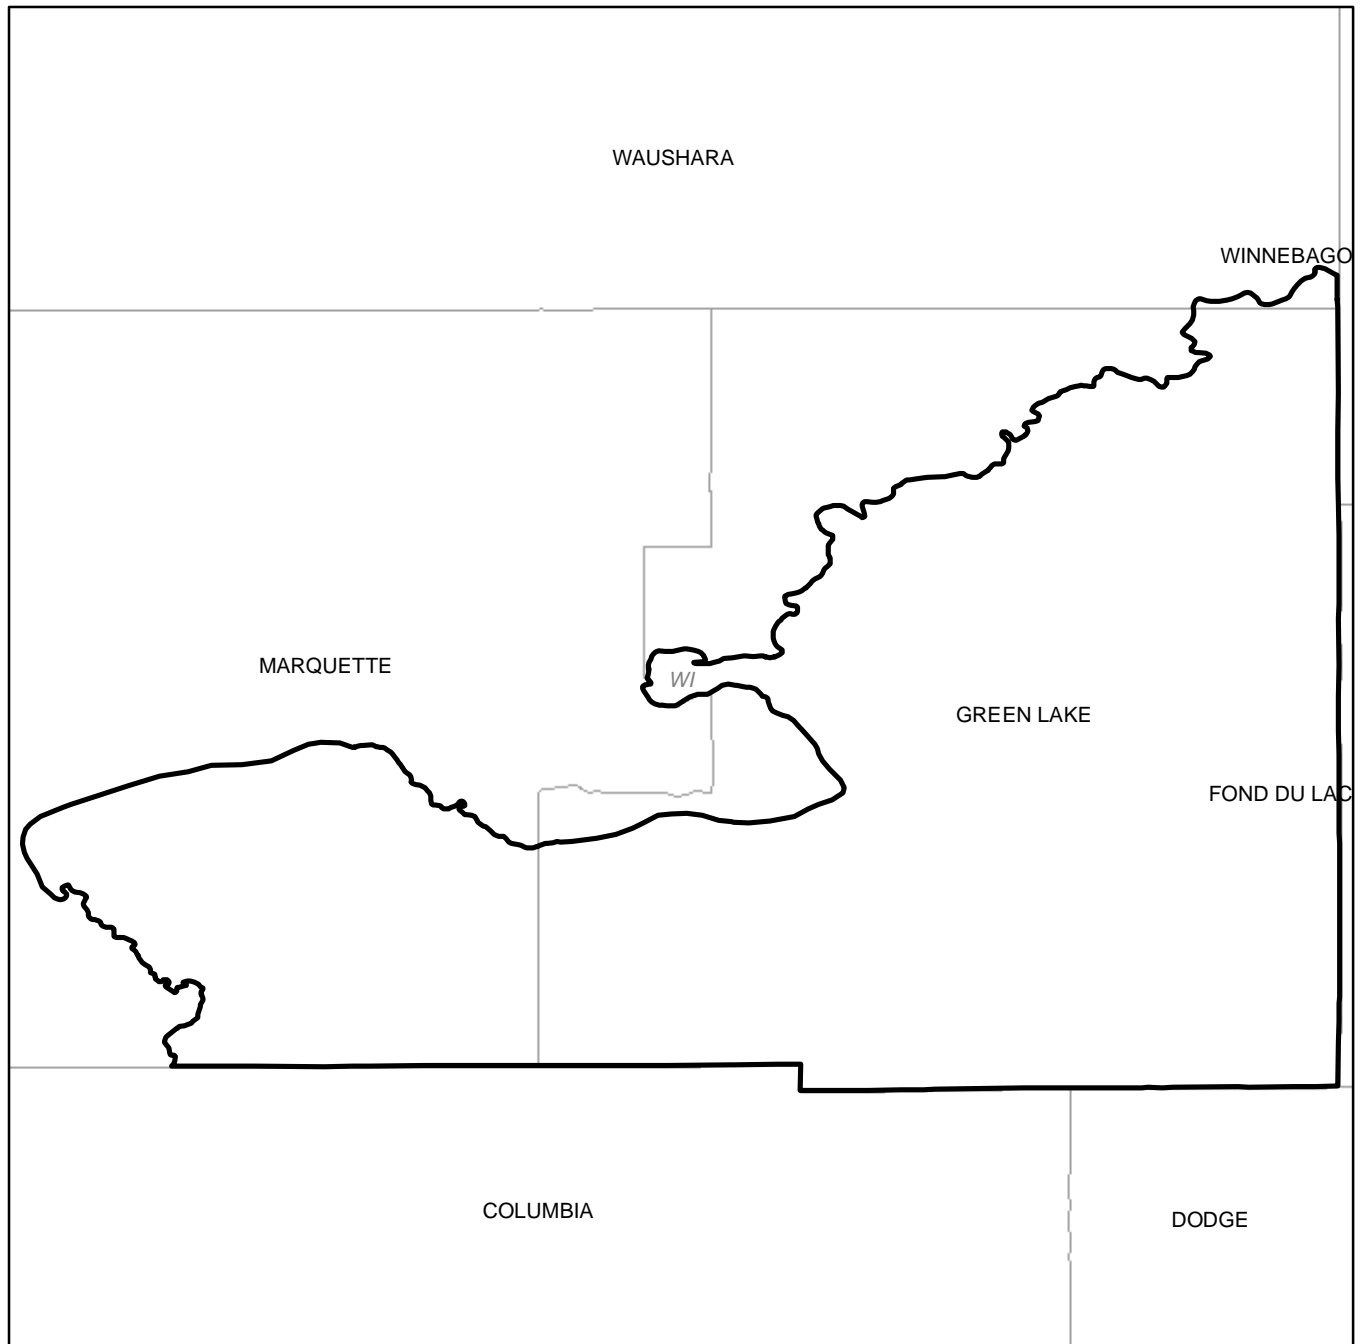 WAUSHARA
WINNEBAGO
MARQUETTE
WI
GREEN LAKE
FOND DU LAC
COLUMBIA
DODGE